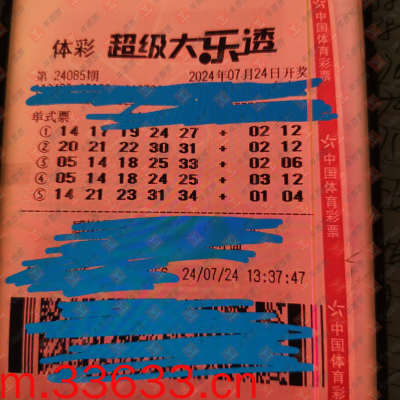 体彩 超级大乐透
第 24085期 2024年07月24日开奖
单式票
① 14 17 19 24 27 + 02 12
② 20 21 22 30 31 + 02 12
③ 05 14 18 25 33 + 02 06
④ 05 14 18 24 25 + 03 12
⑤ 14 21 23 31 34 + 01 04
24/07/24 13:37:47
中国体育彩票
中国体育彩票
中国体育彩票
m.33633.cn